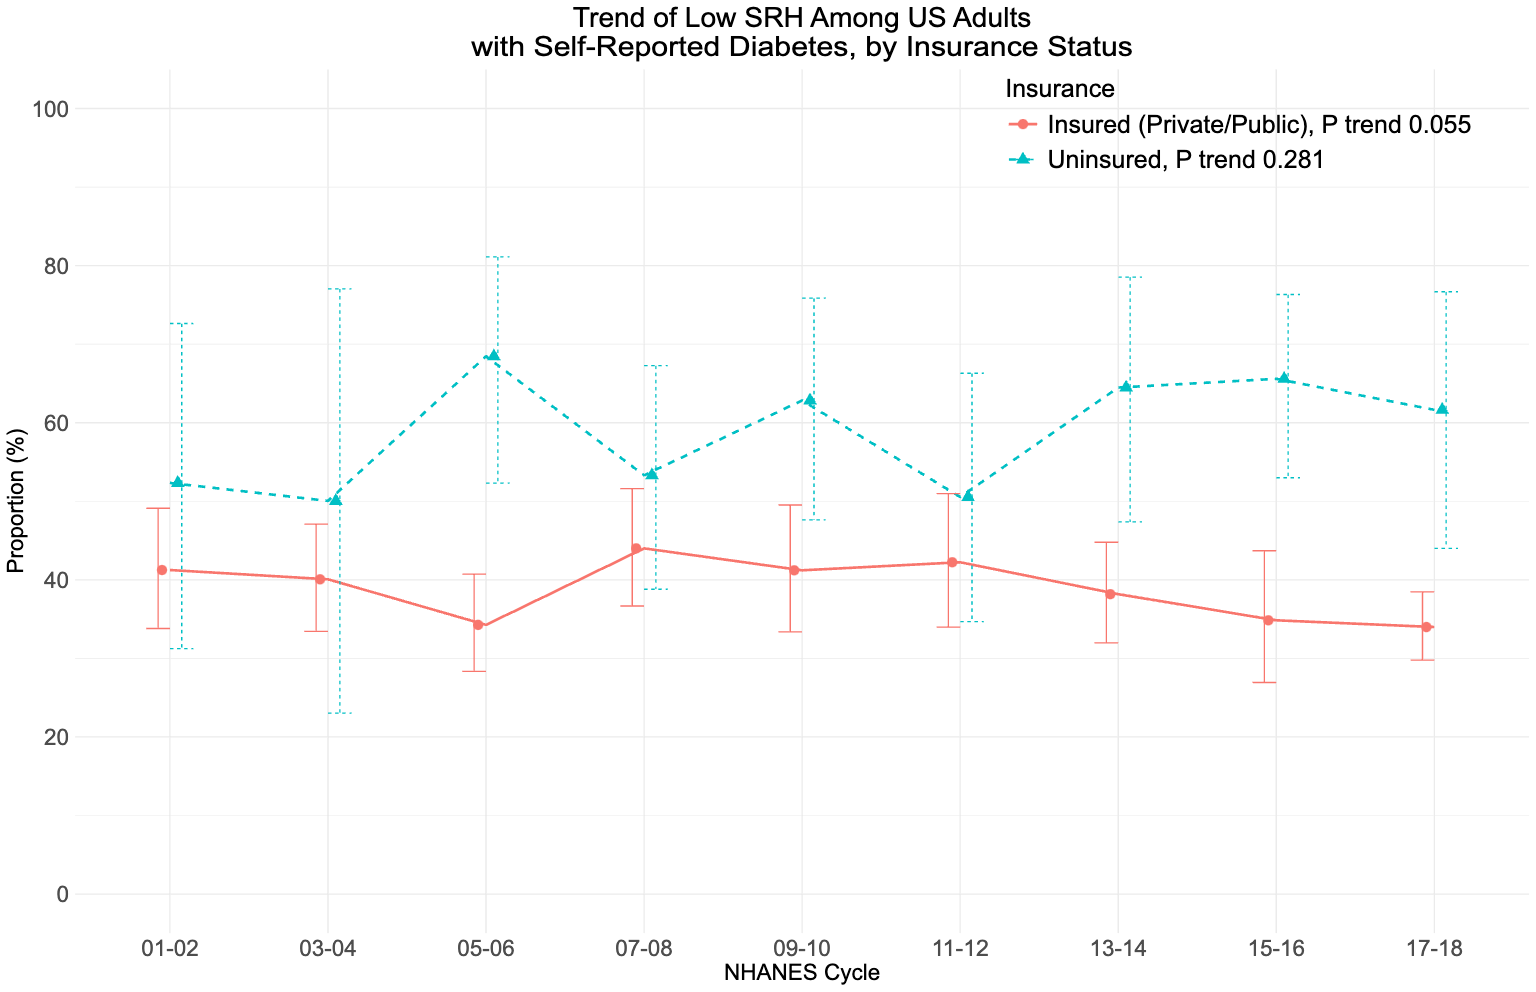 Trend of Low SRH Among US Adults
with Self-Reported Diabetes, by Insurance Status
Insurance
Insured (Private/Public), P trend 0.055
Uninsured, P trend 0.281
Proportion (%)
100
80
60
40
20
0
01-02 03-04 05-06 07-08 09-10 11-12 13-14 15-16 17-18
NHANES Cycle